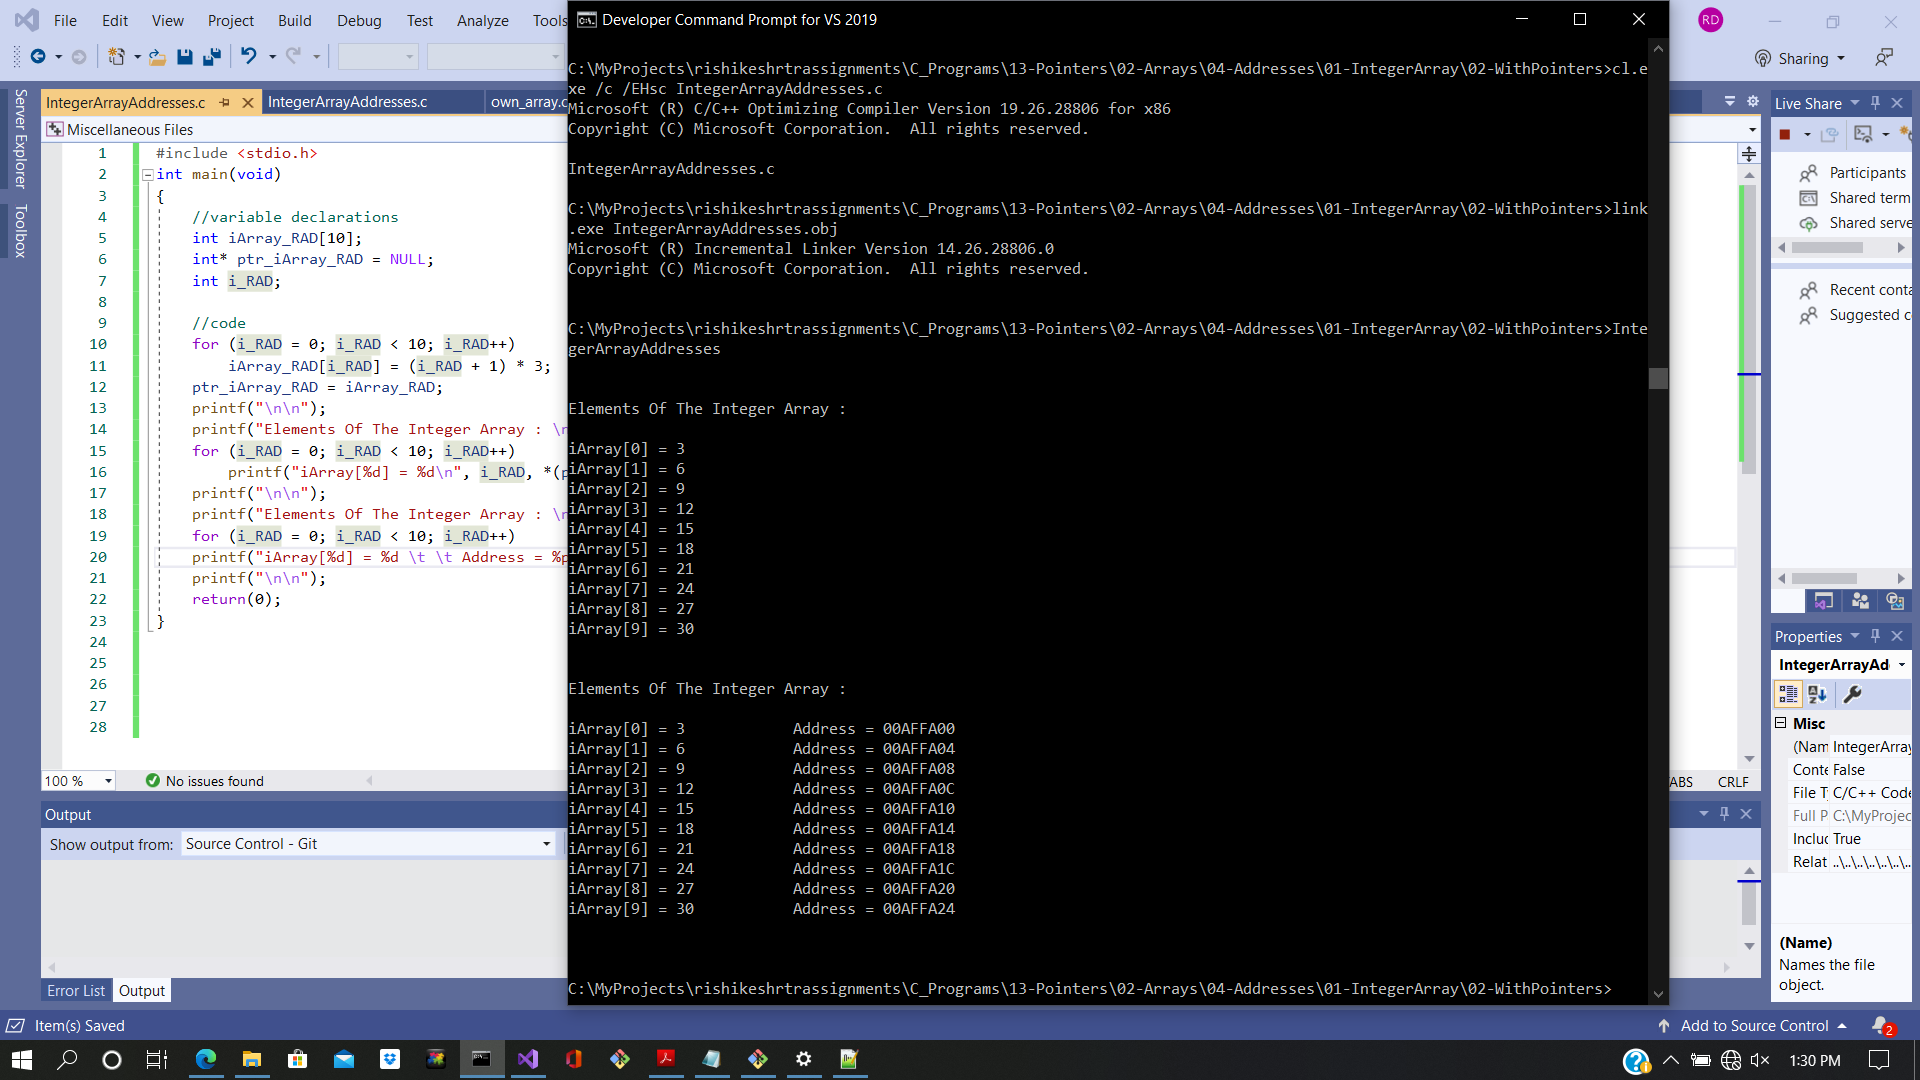 File Edit View Project Build Debug Test Analyze Tools
Developer Command Prompt for VS 2019
RD
Sharing
Server Explorer
Toolbox
IntegerArrayAddresses.c IntegerArrayAddresses.c own_array.c
Miscellaneous Files
1 #include <stdio.h>
2 int main(void)
3 {
4 //variable declarations
5 int iArray_RAD[10];
6 int* ptr_iArray_RAD = NULL;
7 int i_RAD;
8
9 //code
10 for (i_RAD = 0; i_RAD < 10; i_RAD++)
11 iArray_RAD[i_RAD] = (i_RAD + 1) * 3;
12 ptr_iArray_RAD = iArray_RAD;
13 printf("\n\n");
14 printf("Elements Of The Integer Array : \n
15 for (i_RAD = 0; i_RAD < 10; i_RAD++)
16 printf("iArray[%d] = %d\n", i_RAD, *(p
17 printf("\n\n");
18 printf("Elements Of The Integer Array : \n
19 for (i_RAD = 0; i_RAD < 10; i_RAD++)
20 printf("iArray[%d] = %d \t \t Address = %p
21 printf("\n\n");
22 return(0);
23 }
24
25
26
27
28
100 % No issues found
Output
Show output from: Source Control - Git
Error List Output
C:\MyProjects\rishikeshrtrassignments\C_Programs\13-Pointers\02-Arrays\04-Addresses\01-IntegerArray\02-WithPointers>cl.e
xe /c /EHsc IntegerArrayAddresses.c
Microsoft (R) C/C++ Optimizing Compiler Version 19.26.28806 for x86
Copyright (C) Microsoft Corporation.  All rights reserved.
IntegerArrayAddresses.c
C:\MyProjects\rishikeshrtrassignments\C_Programs\13-Pointers\02-Arrays\04-Addresses\01-IntegerArray\02-WithPointers>link
.exe IntegerArrayAddresses.obj
Microsoft (R) Incremental Linker Version 14.26.28806.0
Copyright (C) Microsoft Corporation.  All rights reserved.
C:\MyProjects\rishikeshrtrassignments\C_Programs\13-Pointers\02-Arrays\04-Addresses\01-IntegerArray\02-WithPointers>Inte
gerArrayAddresses
Elements Of The Integer Array :
iArray[0] = 3
iArray[1] = 6
iArray[2] = 9
iArray[3] = 12
iArray[4] = 15
iArray[5] = 18
iArray[6] = 21
iArray[7] = 24
iArray[8] = 27
iArray[9] = 30
Elements Of The Integer Array :
iArray[0] = 3 Address = 00AFFA00
iArray[1] = 6 Address = 00AFFA04
iArray[2] = 9 Address = 00AFFA08
iArray[3] = 12 Address = 00AFFA0C
iArray[4] = 15 Address = 00AFFA10
iArray[5] = 18 Address = 00AFFA14
iArray[6] = 21 Address = 00AFFA18
iArray[7] = 24 Address = 00AFFA1C
iArray[8] = 27 Address = 00AFFA20
iArray[9] = 30 Address = 00AFFA24
C:\MyProjects\rishikeshrtrassignments\C_Programs\13-Pointers\02-Arrays\04-Addresses\01-IntegerArray\02-WithPointers>
Live Share
Participants
Shared term
Shared serve
Recent conta
Suggested c
Properties
IntegerArrayAd
Misc
(Nam IntegerArray
Conte False
File Ty C/C++ Code
Full P C:\MyProjec
Includ True
Relat ..\..\..\..\..\..
(Name)
Names the file
object.
ABS CRLF
Item(s) Saved
Add to Source Control
2
1:30 PM